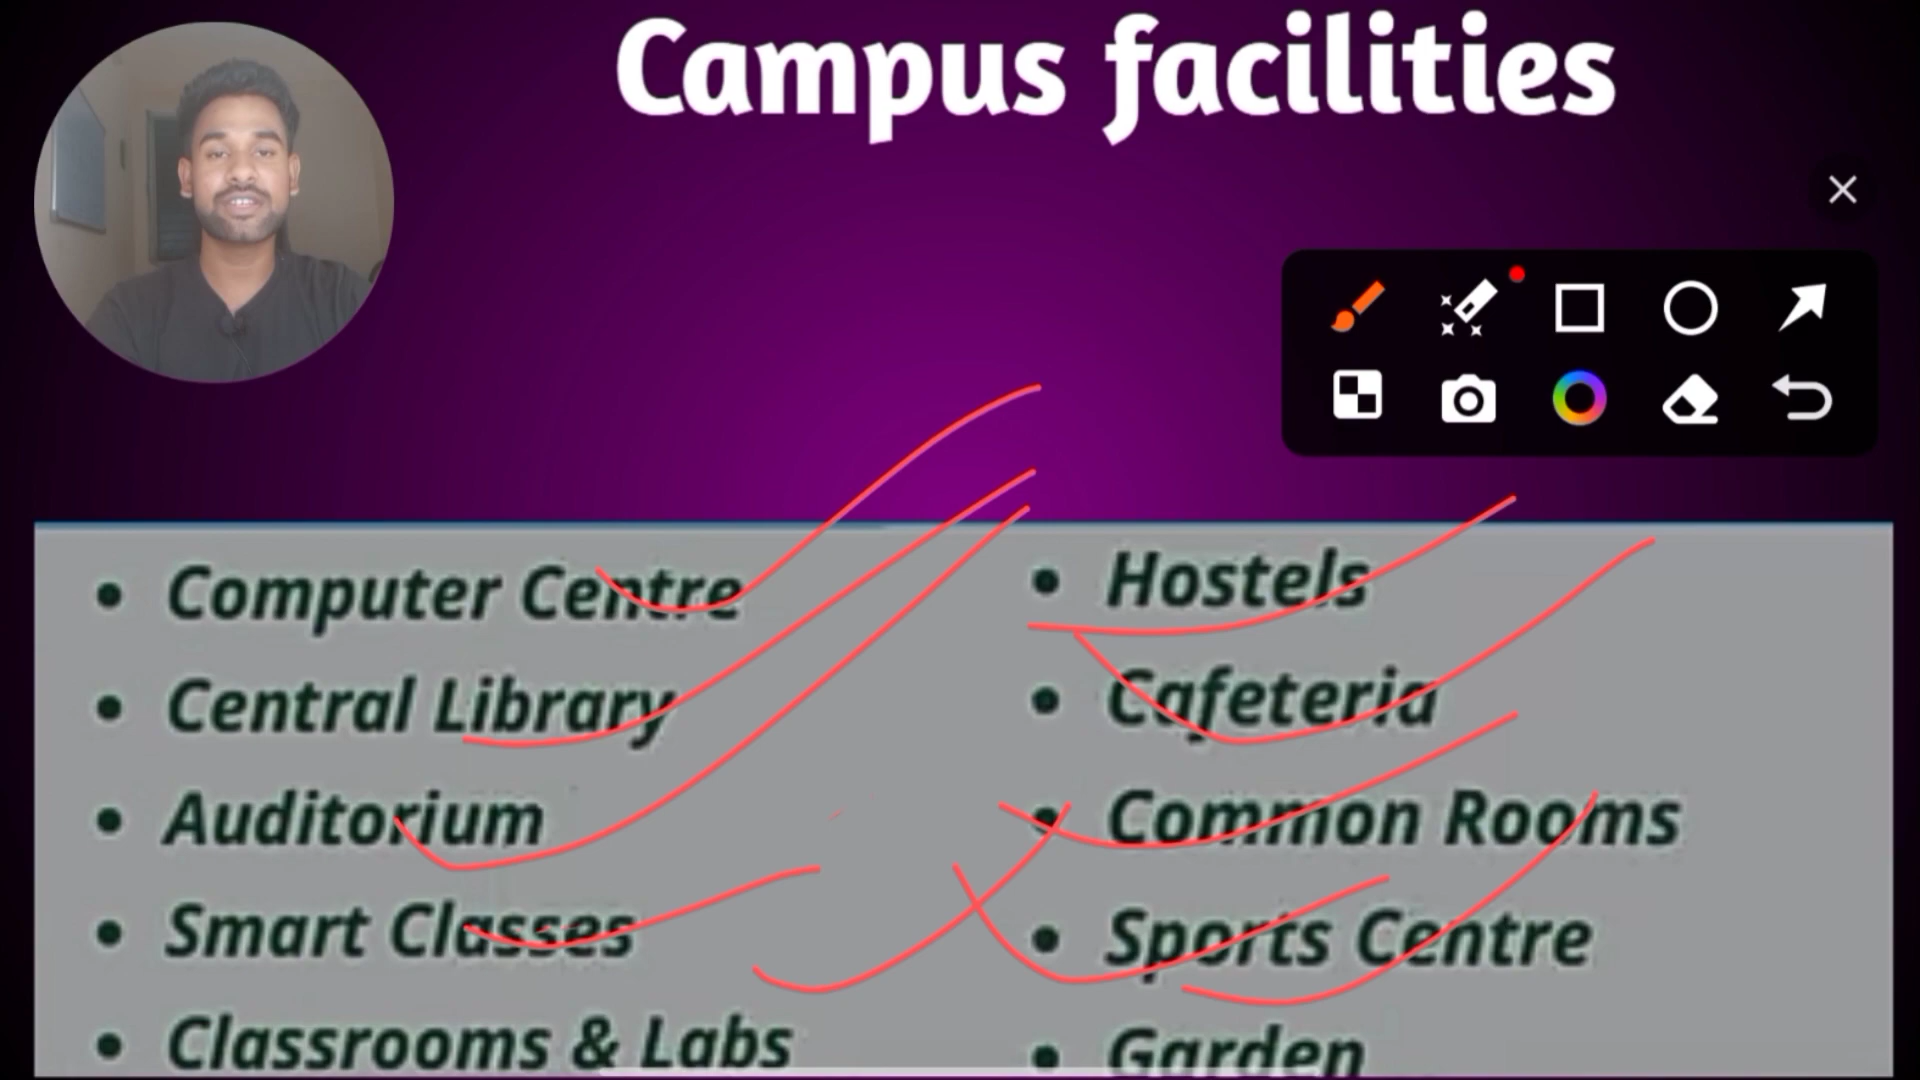 Campus facilities
• Computer Centre
• Central Library
• Auditorium
• Smart Classes
• Classrooms & Labs
• Hostels
• Cafeteria
• Common Rooms
• Sports Centre
• Garden